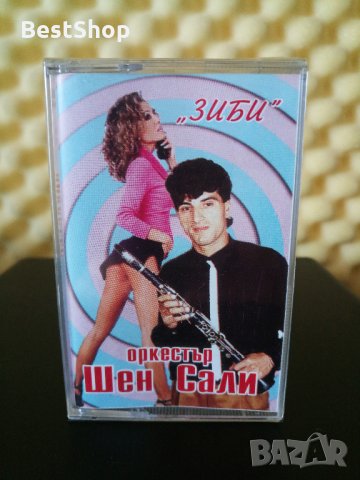 BestShop
„ЗИБИ”
оркестър
Шен Сали
BAZAR